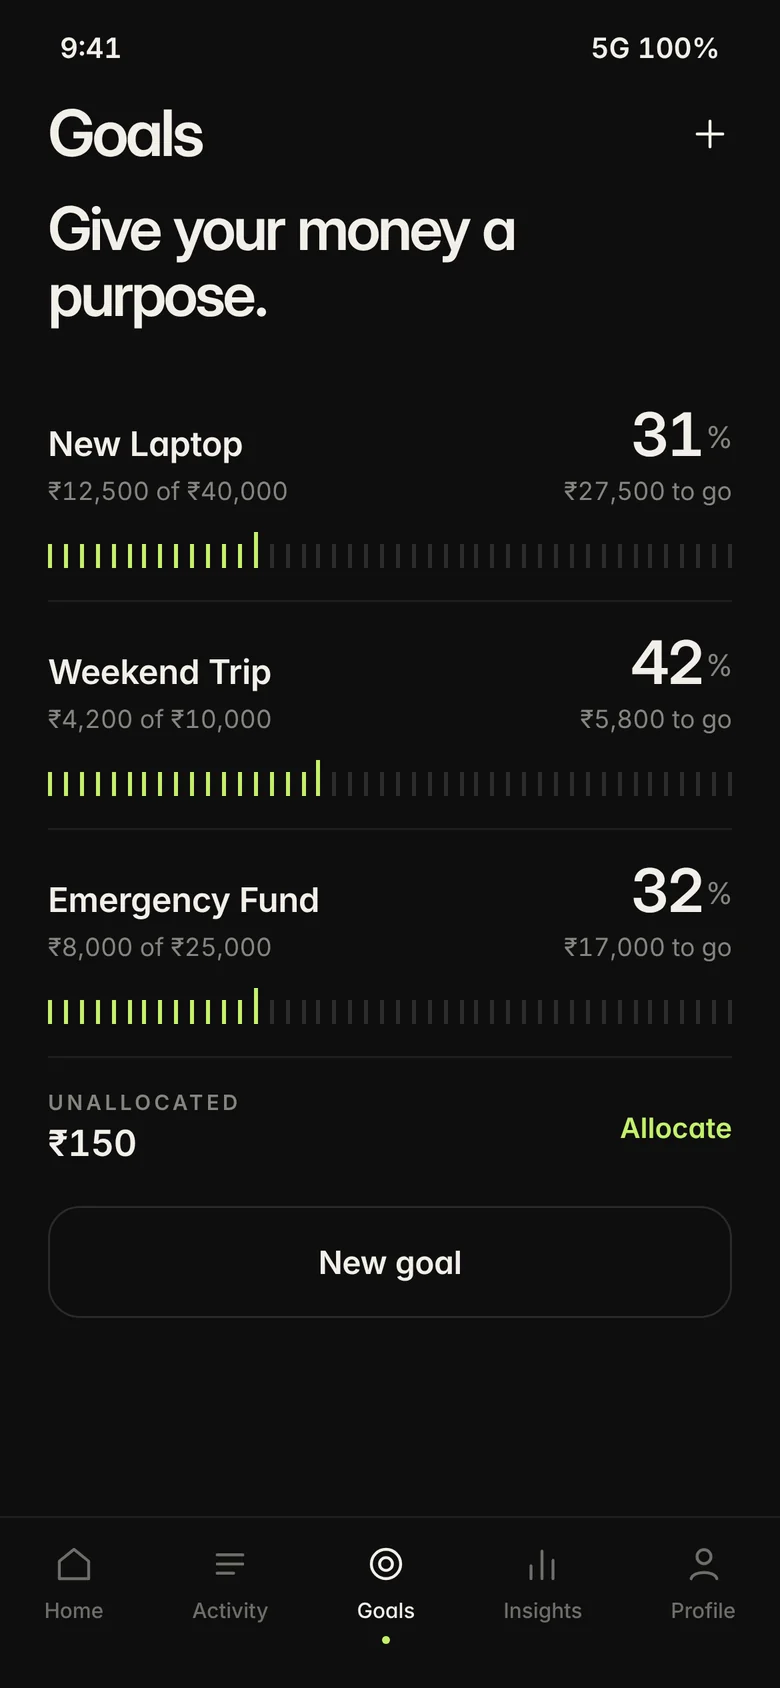 9:41
5G 100%
Goals
Give your money a
purpose.
New Laptop
31%
₹12,500 of ₹40,000
₹27,500 to go
Weekend Trip
42%
₹4,200 of ₹10,000
₹5,800 to go
Emergency Fund
32%
₹8,000 of ₹25,000
₹17,000 to go
UNALLOCATED
₹150
Allocate
New goal
Home
Activity
Goals
Insights
Profile